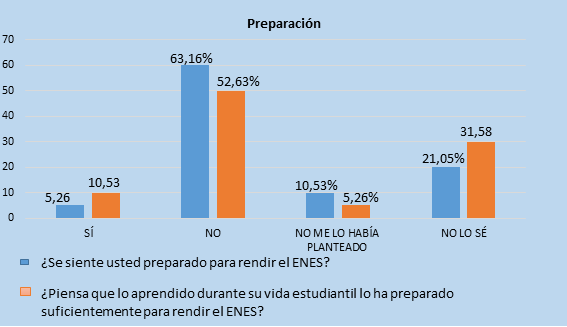 Preparación
70
60
50
40
30
20
10
0
5,26
10,53
63,16%
52,63%
10,53%
5,26%
21,05%
31,58
SÍ
NO
NO ME LO HABÍA
PLANTEADO
NO LO SÉ
¿Se siente usted preparado para rendir el ENES?
¿Piensa que lo aprendido durante su vida estudiantil lo ha preparado
suficientemente para rendir el ENES?